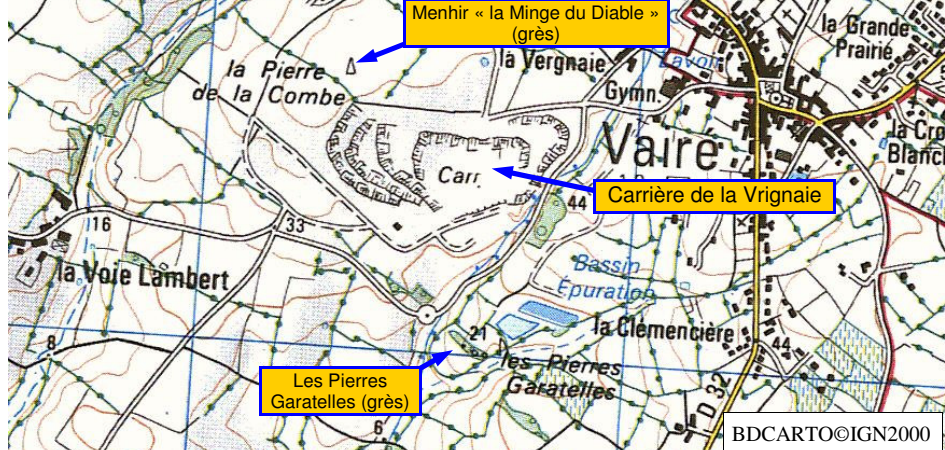 Menhir « la Minge du Diable »
(grès)
la Grande
Prairie
la Pierre
de la Combe
la Vergnaie
Lavoir
Gymn.
Vairé
la Cro
Blanch
Carr.
Carrière de la Vrignaie
44
16
33
la Voie Lambert
Bassin
Épuration
la Clémencière
21
44
8
les Pierres
Garatelles
Les Pierres
Garatelles (grès)
D 32
6
BDCARTO©IGN2000